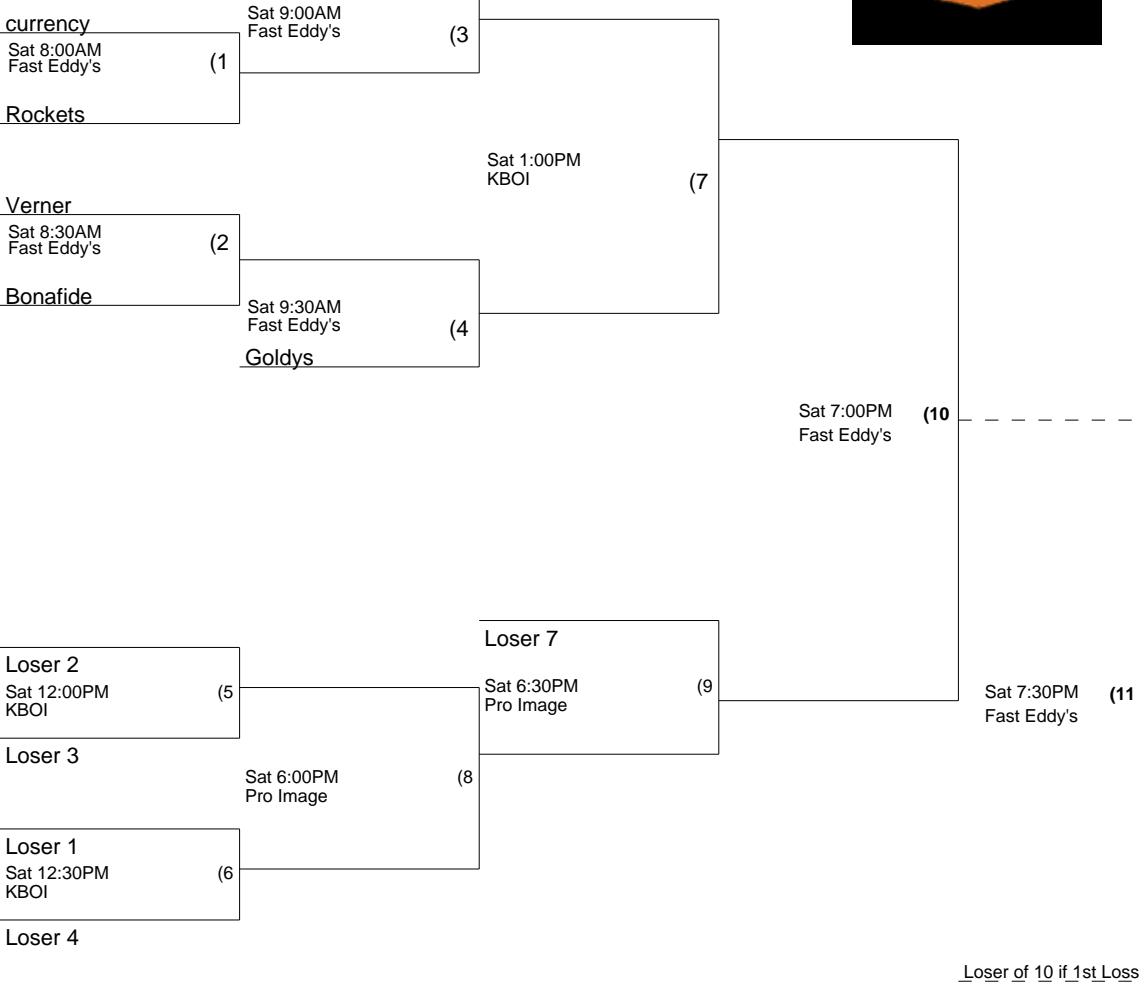 currency
Sat 8:00AM
Fast Eddy's
(1
Rockets
Sat 9:00AM
Fast Eddy's
(3
Verner
Sat 8:30AM
Fast Eddy's
(2
Bonafide
Sat 9:30AM
Fast Eddy's
(4
Goldys
Sat 1:00PM
KBOI
(7
Sat 7:00PM
Fast Eddy's
(10
Loser 2
Sat 12:00PM
KBOI
(5
Loser 3
Loser 1
Sat 12:30PM
KBOI
(6
Loser 4
Sat 6:00PM
Pro Image
(8
Loser 7
Sat 6:30PM
Pro Image
(9
Sat 7:30PM
Fast Eddy's
(11
Loser of 10 if 1st Loss